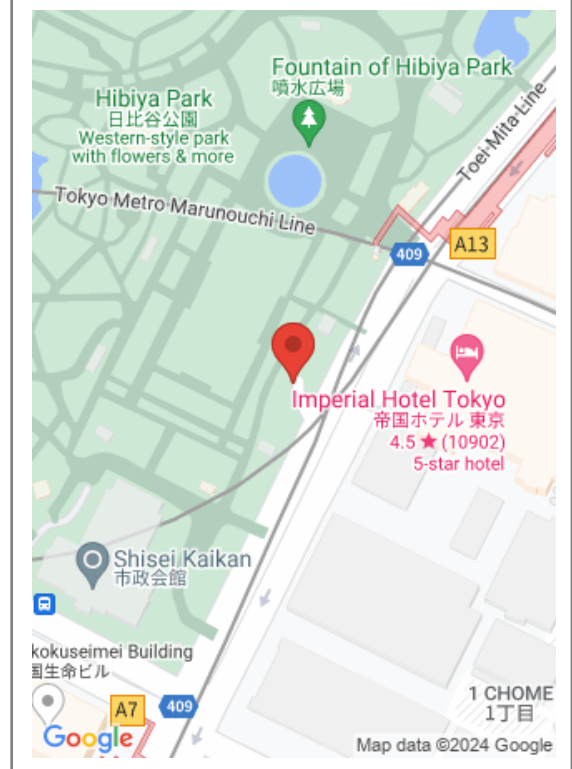 Fountain of Hibiya Park
噴水広場
Hibiya Park
日比谷公園
Western-style park
with flowers & more
Toei Mita Line
Tokyo Metro Marunouchi Line
409
A13
Imperial Hotel Tokyo
帝国ホテル 東京
4.5 ★ (10902)
5-star hotel
Shisei Kaikan
市政会館
kokuseimei Building
国生命ビル
A7
409
1 CHOME
1丁目
Google
Map data ©2024 Google